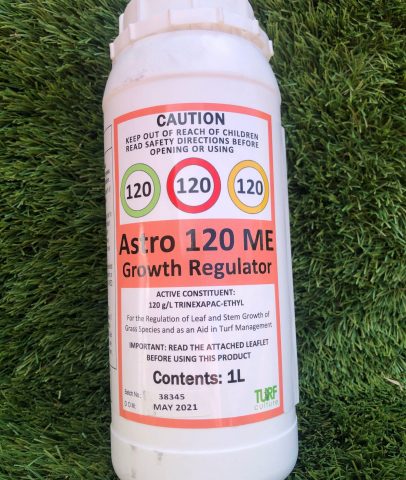 CAUTION
KEEP OUT OF REACH OF CHILDREN
READ SAFETY DIRECTIONS BEFORE
OPENING OR USING
120 120 120
Astro 120 ME
Growth Regulator
ACTIVE CONSTITUENT:
120 g/L TRINEXAPAC-ETHYL
For the Regulation of Leaf and Stem Growth of
Grass Species and as an Aid in Turf Management
IMPORTANT: READ THE ATTACHED LEAFLET
BEFORE USING THIS PRODUCT
Contents: 1L
Batch No.: 38345
D.O.M: MAY 2021
TURF
culture